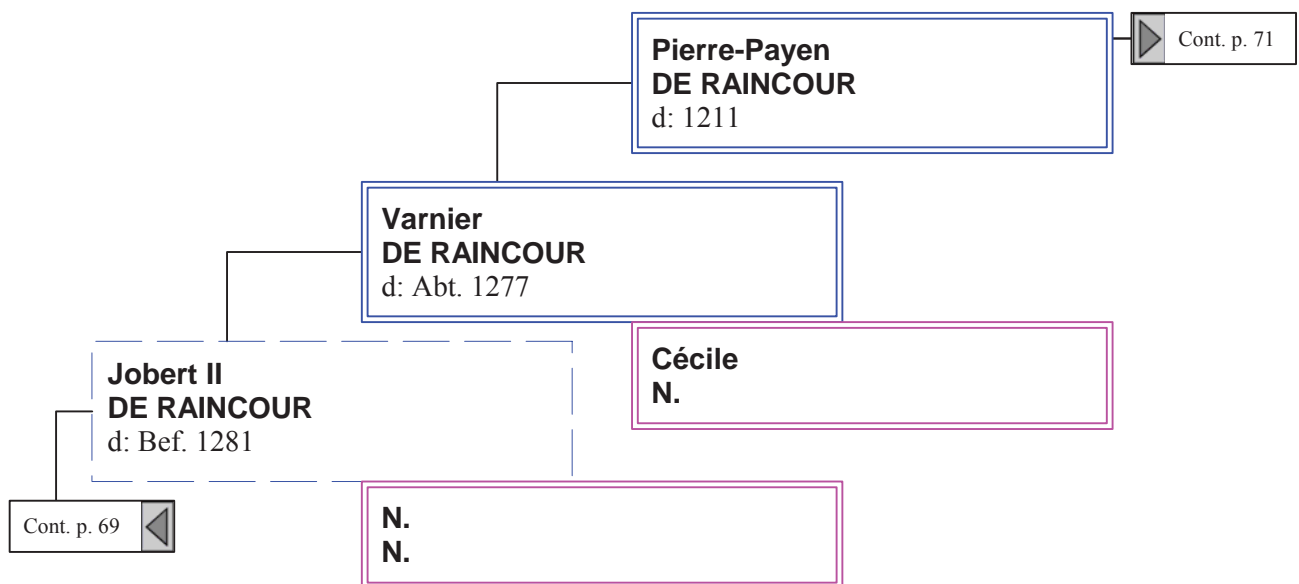 Pierre-Payen
DE RAINCOUR
d: 1211
Cont. p. 71
Varnier
DE RAINCOUR
d: Abt. 1277
Cécile
N.
Jobert II
DE RAINCOUR
d: Bef. 1281
Cont. p. 69
N.
N.